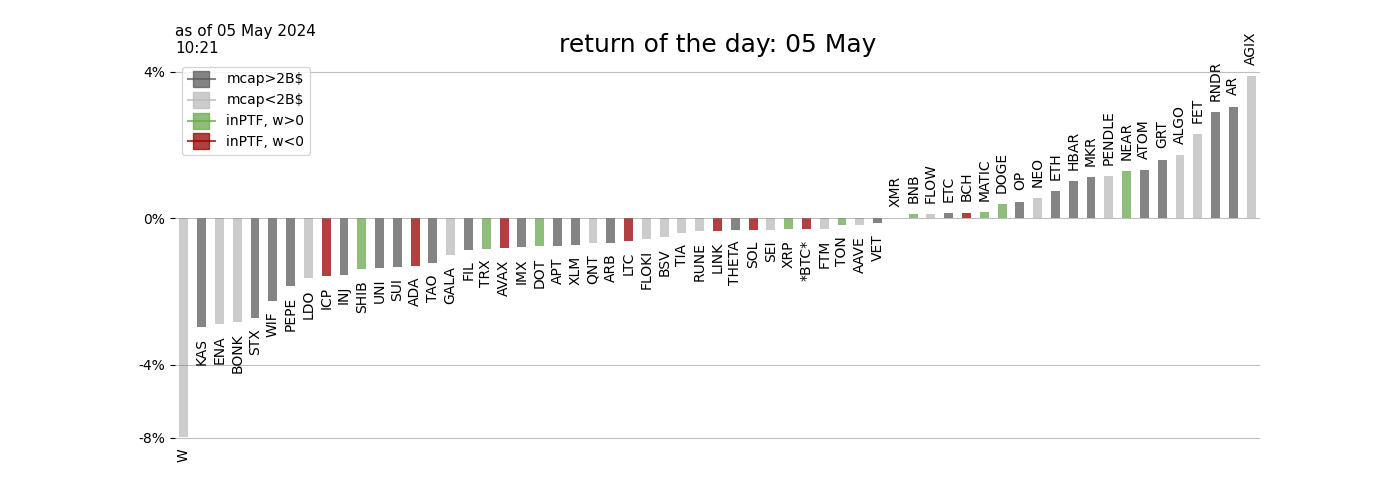 as of 05 May 2024
10:21
return of the day: 05 May
mcap>2B$
mcap<2B$
inPTF, w>0
inPTF, w<0
4%
0%
-4%
-8%
W
KAS
ENA
BONK
STX
WIF
PEPE
LDO
ICP
INJ
SHIB
UNI
SUI
ADA
TAO
GALA
FIL
TRX
AVAX
IMX
DOT
APT
XLM
QNT
ARB
LTC
FLOKI
BSV
TIA
RUNE
LINK
THETA
SOL
SEI
XRP
*BTC*
FTM
TON
AAVE
VET
XMR
BNB
FLOW
ETC
BCH
MATIC
DOGE
OP
NEO
ETH
HBAR
MKR
PENDLE
NEAR
ATOM
GRT
ALGO
FET
RNDR
AR
AGIX